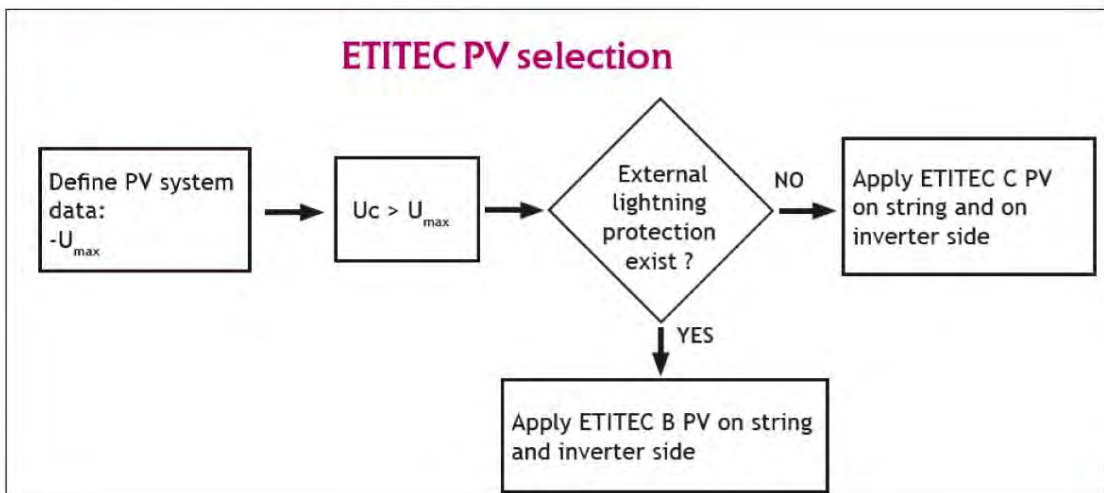 ETITEC PV selection
Define PV system
data:
-Umax
Uc > Umax
External
lightning
protection
exist ?
NO
Apply ETITEC C PV
on string and on
inverter side
YES
Apply ETITEC B PV on string
and inverter side